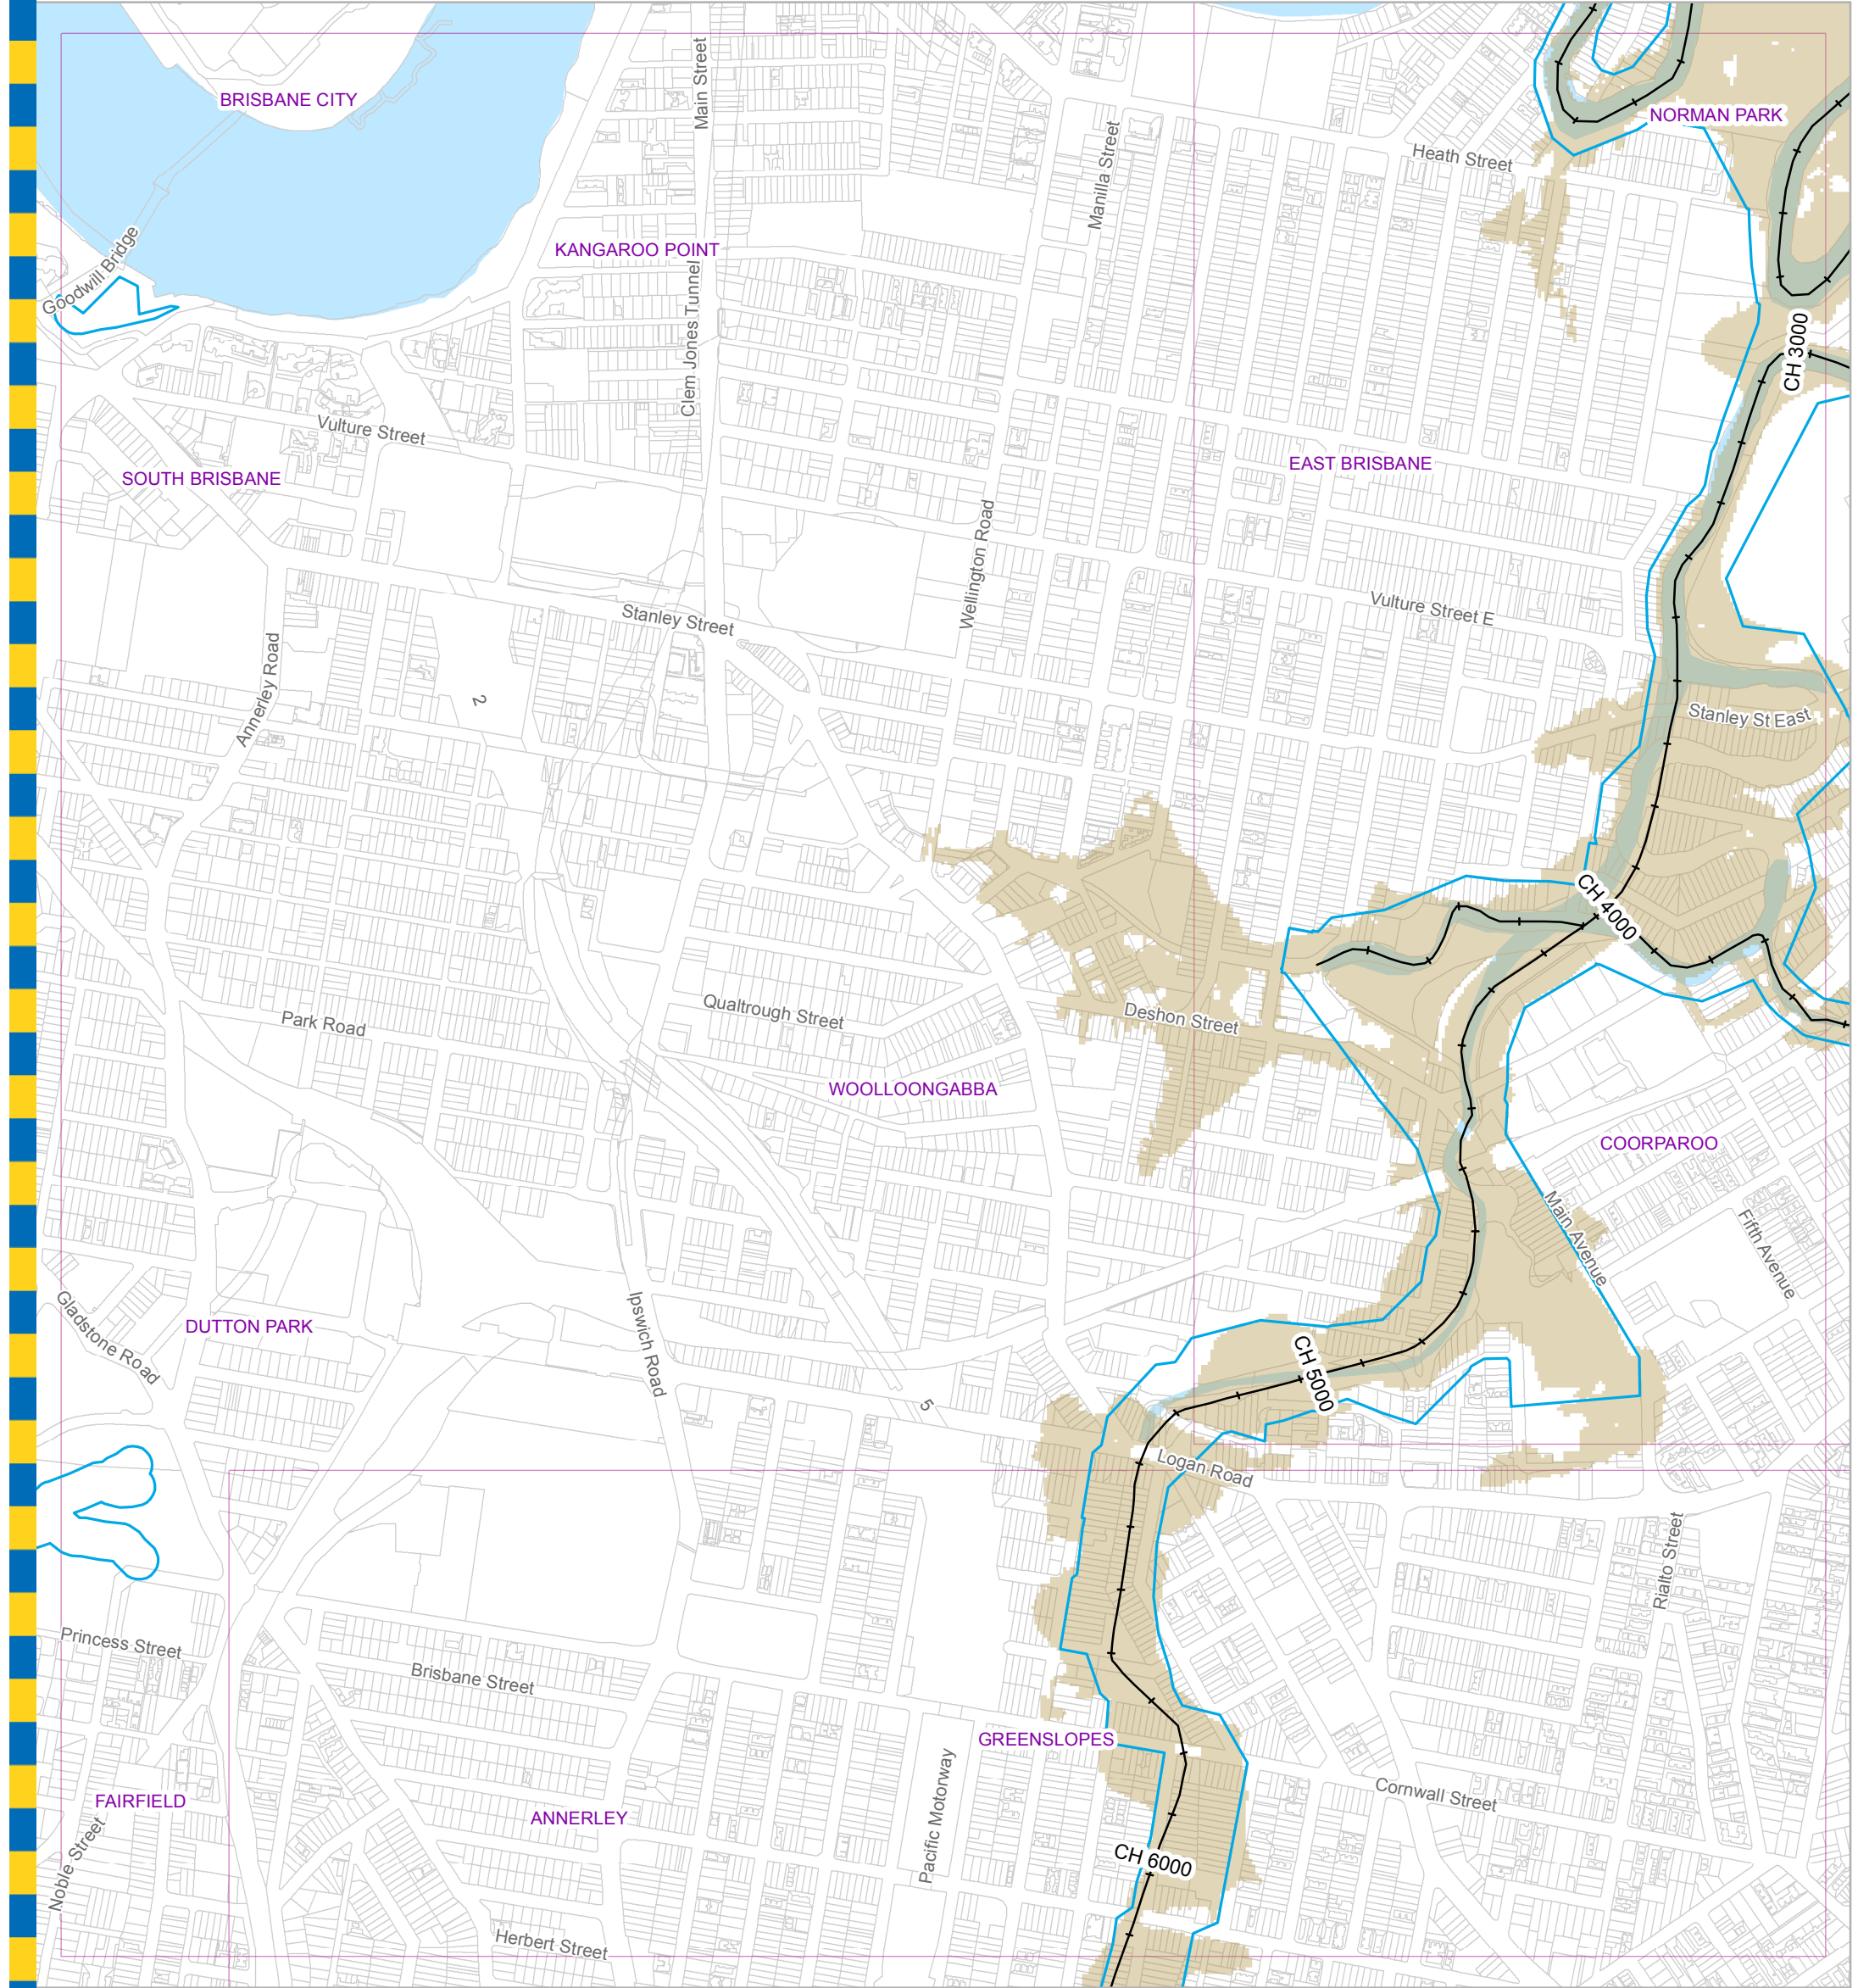 Main Street
BRISBANE CITY
NORMAN PARK
Manilla Street
Heath Street
KANGAROO POINT
Goodwill Bridge
Clem Jones Tunnel
CH 3000
Vulture Street
EAST BRISBANE
SOUTH BRISBANE
Wellington Road
Vulture Street E
Stanley Street
Annerley Road
2
Stanley St East
CH 4000
Qualtrough Street
Deshon Street
Park Road
WOOLLOONGABBA
COORPAROO
Main Avenue
Fifth Avenue
Gladstone Road
DUTTON PARK
Ipswich Road
CH 5000
5
Logan Road
Rialto Street
Princess Street
Brisbane Street
GREENSLOPES
Pacific Motorway
Cornwall Street
FAIRFIELD
ANNERLEY
Noble Street
CH 6000
Herbert Street